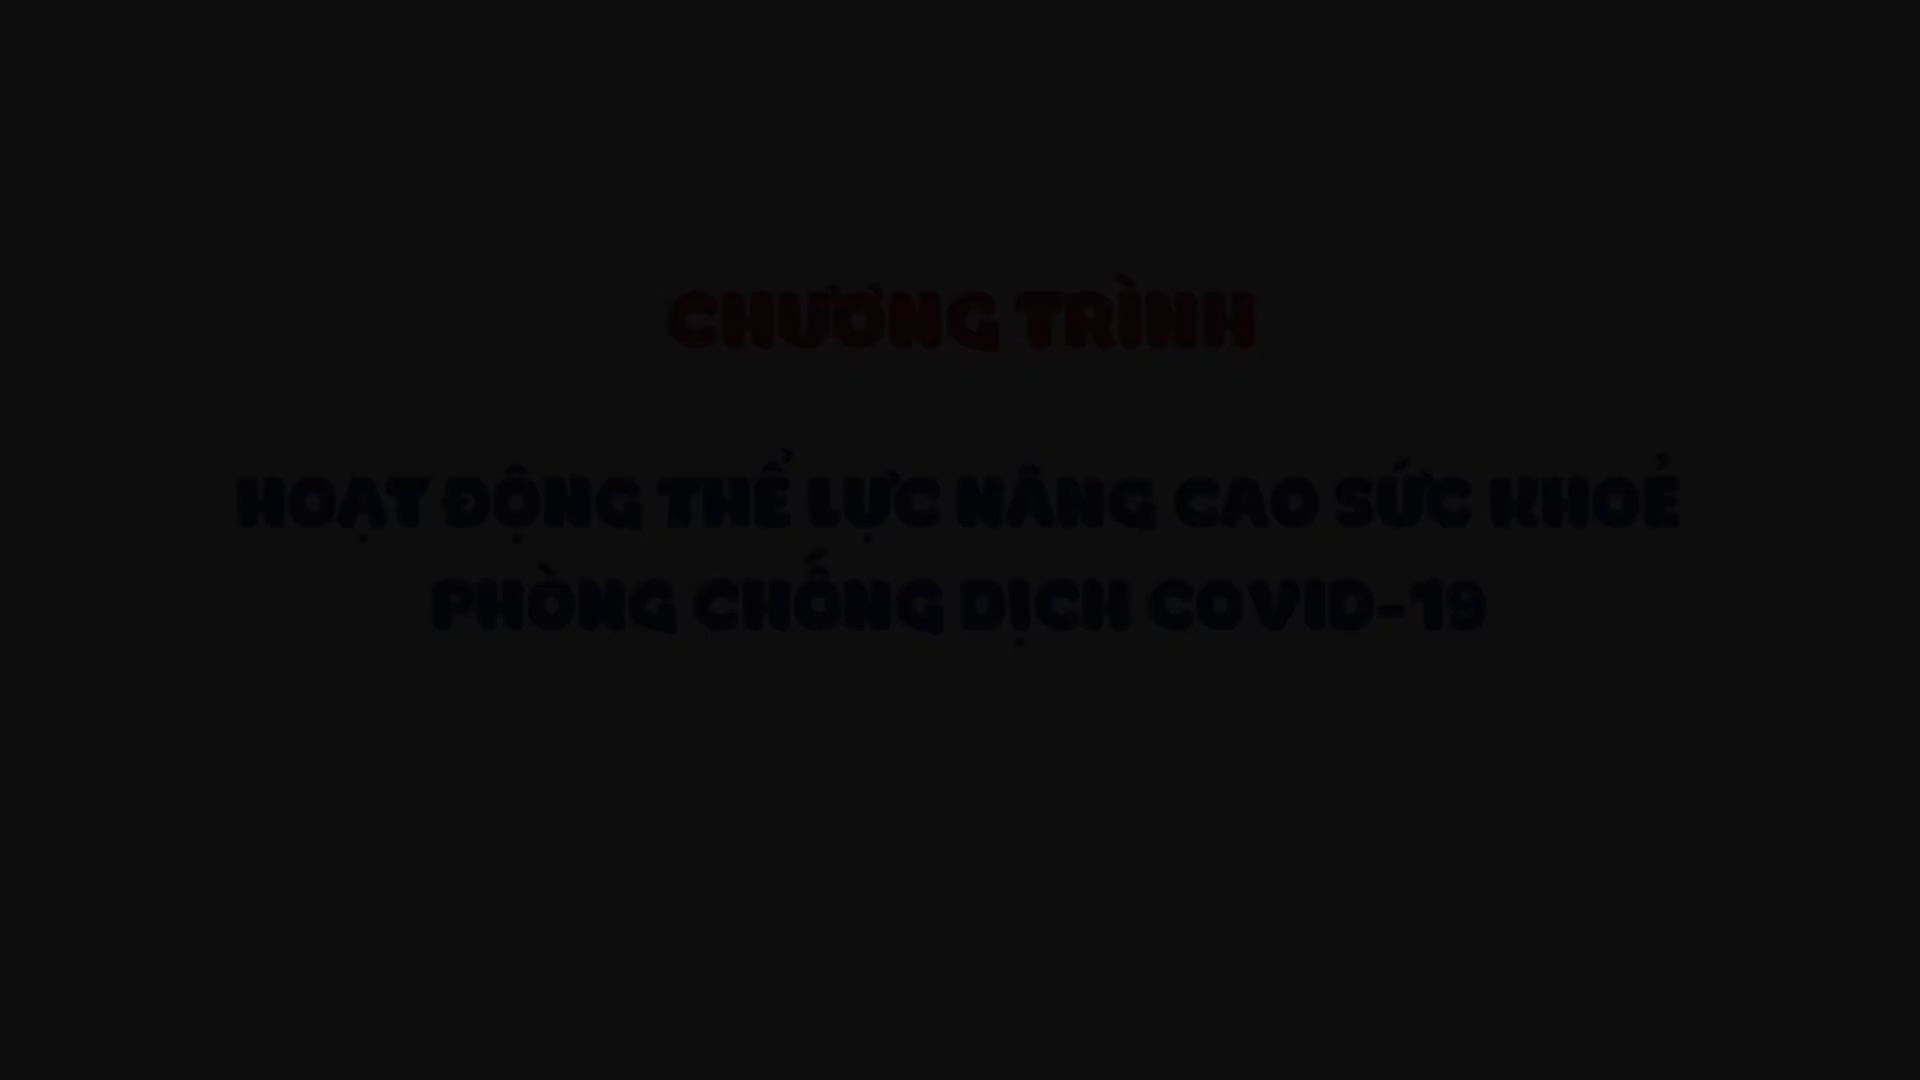 CHƯƠNG TRÌNH
HOẠT ĐỘNG THỂ LỰC NÂNG CAO SỨC KHOẺ
PHÒNG CHỐNG DỊCH COVID-19